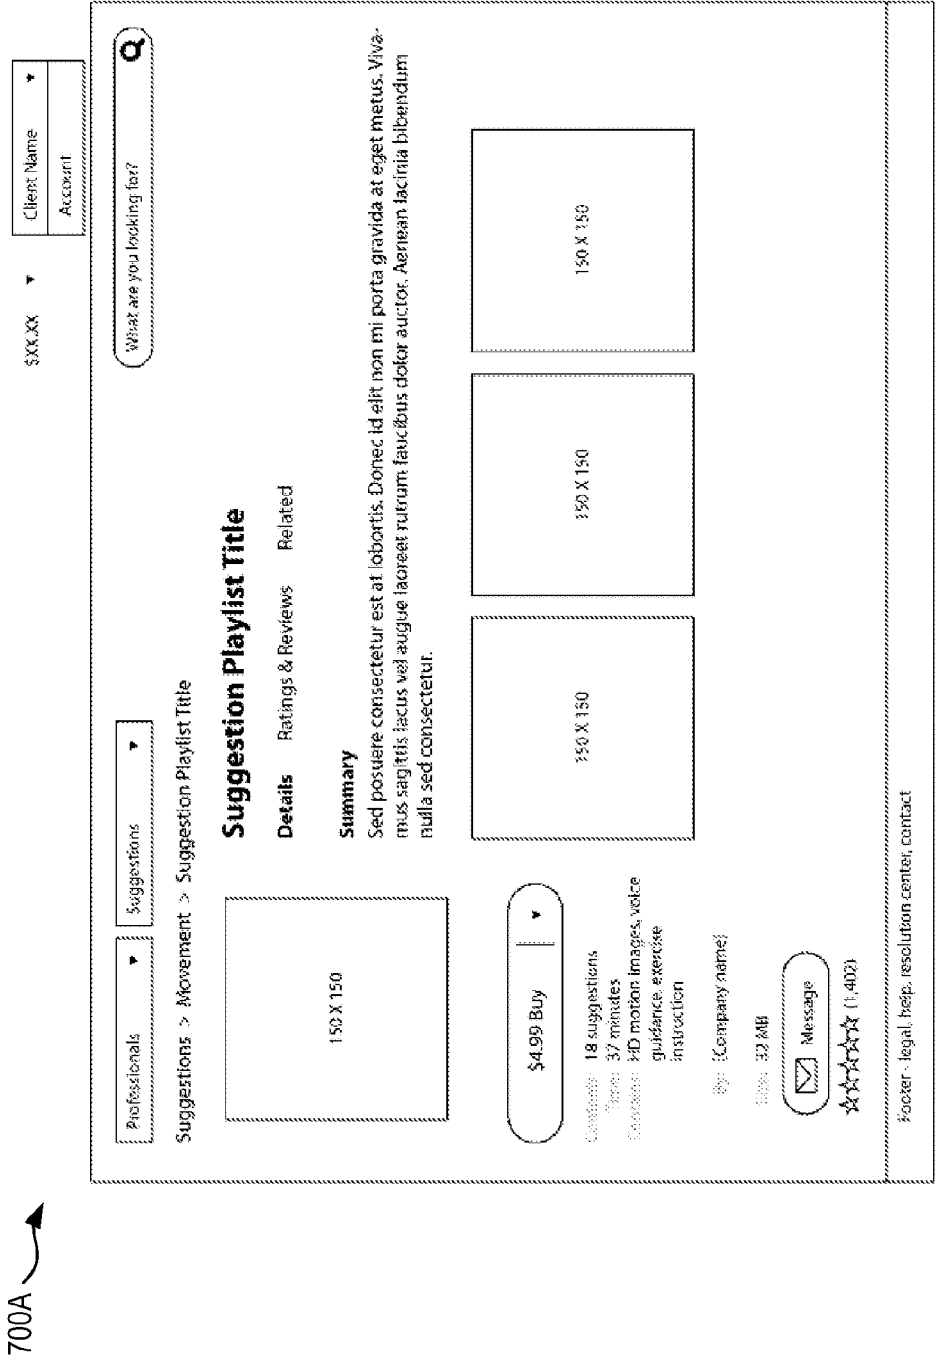 700A
$XX.XX ▼
Client Name ▼
Account
Professionals ▼
Suggestions ▼
What are you looking for?
Suggestions > Movement > Suggestion Playlist Title
150 X 150
Suggestion Playlist Title
Details Ratings & Reviews Related
Summary
Sed posuere consectetur est at lobortis. Donec id elit non mi porta gravida at eget metus. Viva-
mus sagittis lacus vel augue laoreet rutrum faucibus dolor auctor. Aenean lacinia bibendum
nulla sed consectetur.
150 X 150
150 X 150
150 X 150
$4.99 Buy ▼
18 suggestions
Time: 37 minutes
HD motion images, voice
guidance, exercise
instruction
By: [Company name]
32 MB
Message
☆☆☆☆☆ (1,402)
Footer - legal, help, resolution center, contact